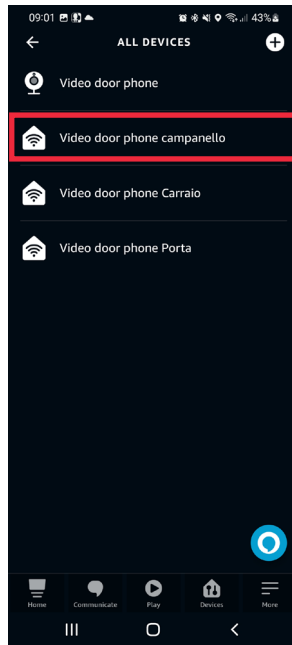 09:01 43%
ALL DEVICES
Video door phone
Video door phone campanello
Video door phone Carraio
Video door phone Porta
Home Communicate Play Devices More